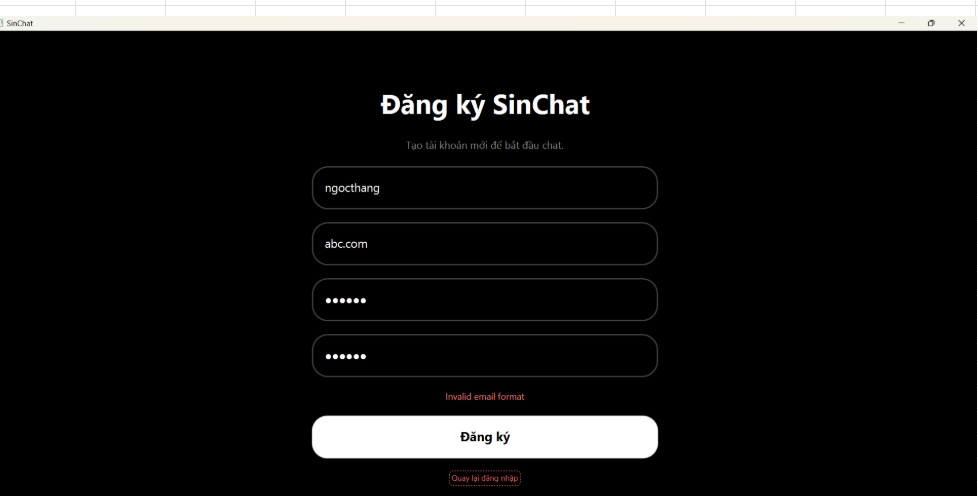 SinChat
Đăng ký SinChat
Tạo tài khoản mới để bắt đầu chat.
ngocthang
abc.com
••••••
••••••
Invalid email format
Đăng ký
Quay lại đăng nhập